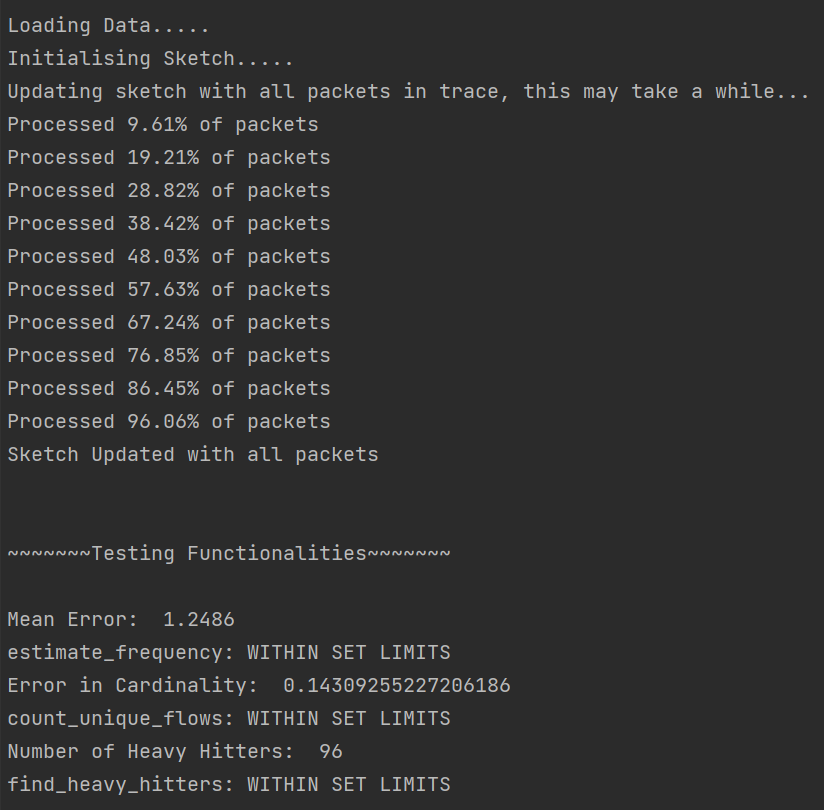 Loading Data.....
Initialising Sketch.....
Updating sketch with all packets in trace, this may take a while...
Processed 9.61% of packets
Processed 19.21% of packets
Processed 28.82% of packets
Processed 38.42% of packets
Processed 48.03% of packets
Processed 57.63% of packets
Processed 67.24% of packets
Processed 76.85% of packets
Processed 86.45% of packets
Processed 96.06% of packets
Sketch Updated with all packets
~~~~~~~Testing Functionalities~~~~~~~
Mean Error:  1.2486
estimate_frequency: WITHIN SET LIMITS
Error in Cardinality:  0.14309255227206186
count_unique_flows: WITHIN SET LIMITS
Number of Heavy Hitters:  96
find_heavy_hitters: WITHIN SET LIMITS